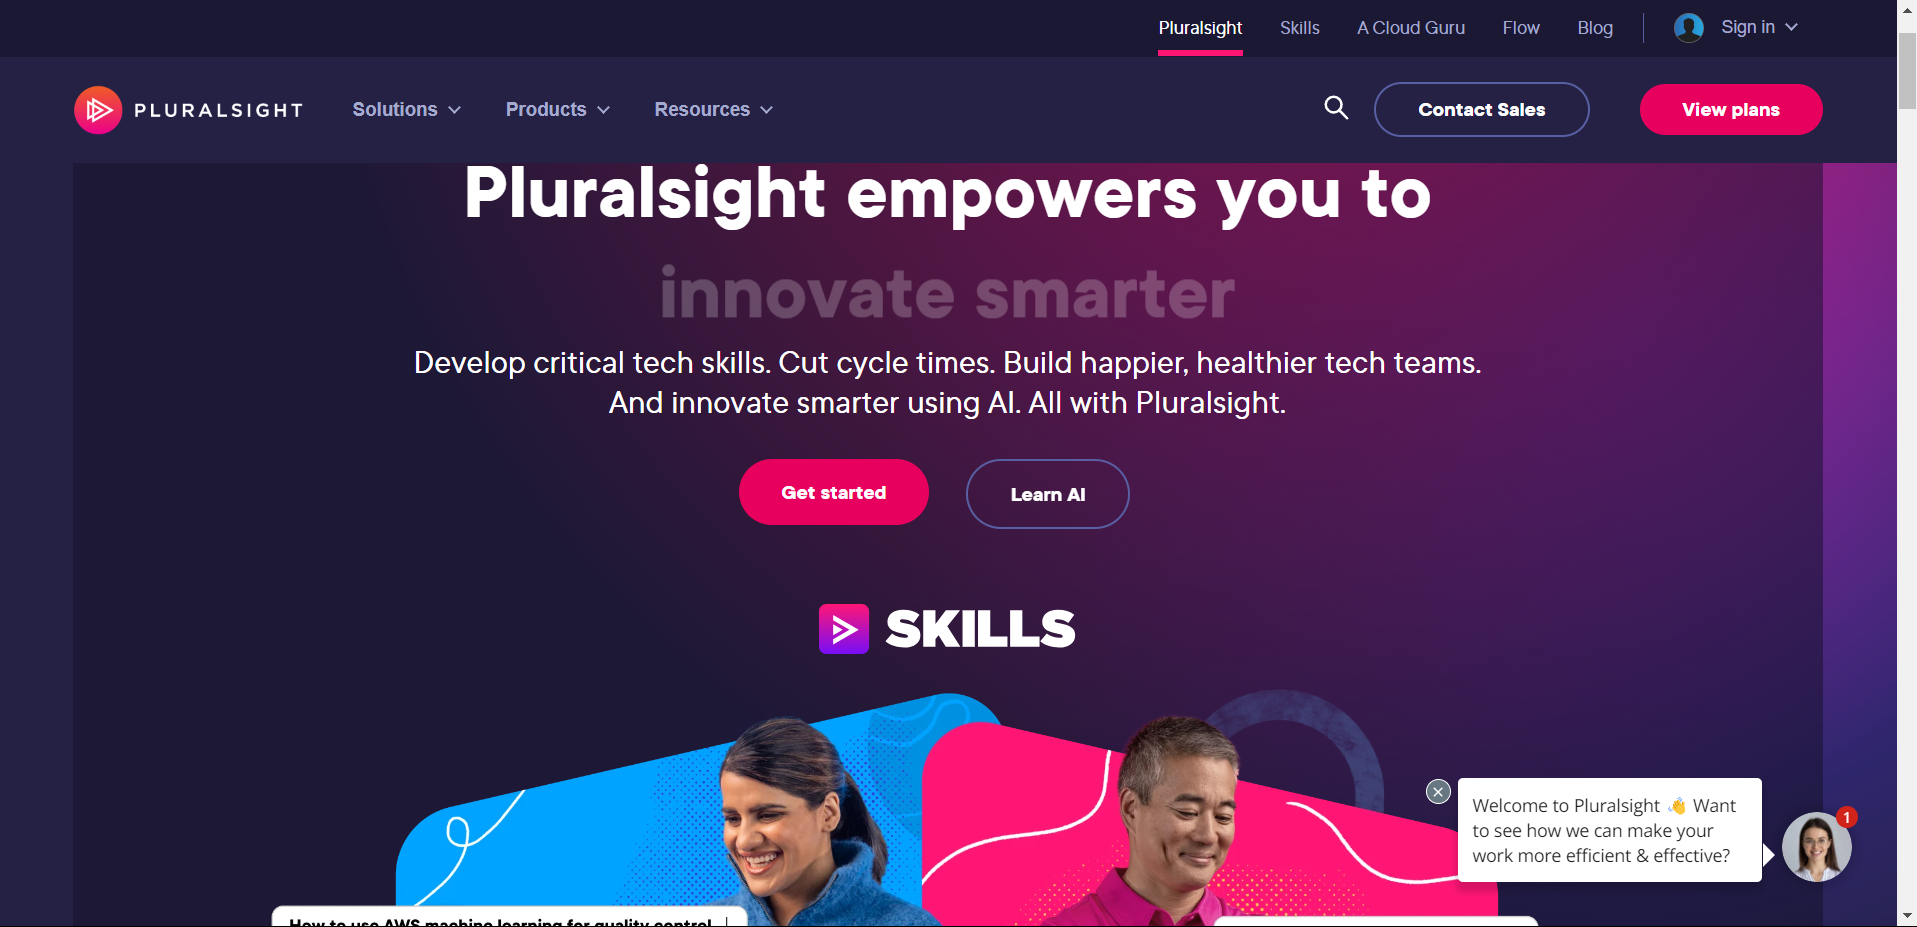 Pluralsight
Skills
A Cloud Guru
Flow
Blog
Sign in
PLURALSIGHT
Solutions
Products
Resources
Contact Sales
View plans
Pluralsight empowers you to
innovate smarter
Develop critical tech skills. Cut cycle times. Build happier, healthier tech teams.
And innovate smarter using AI. All with Pluralsight.
Get started
Learn AI
SKILLS
Welcome to Pluralsight 👋 Want
to see how we can make your
work more efficient & effective?
1
How to use AWS machine learning for quality control